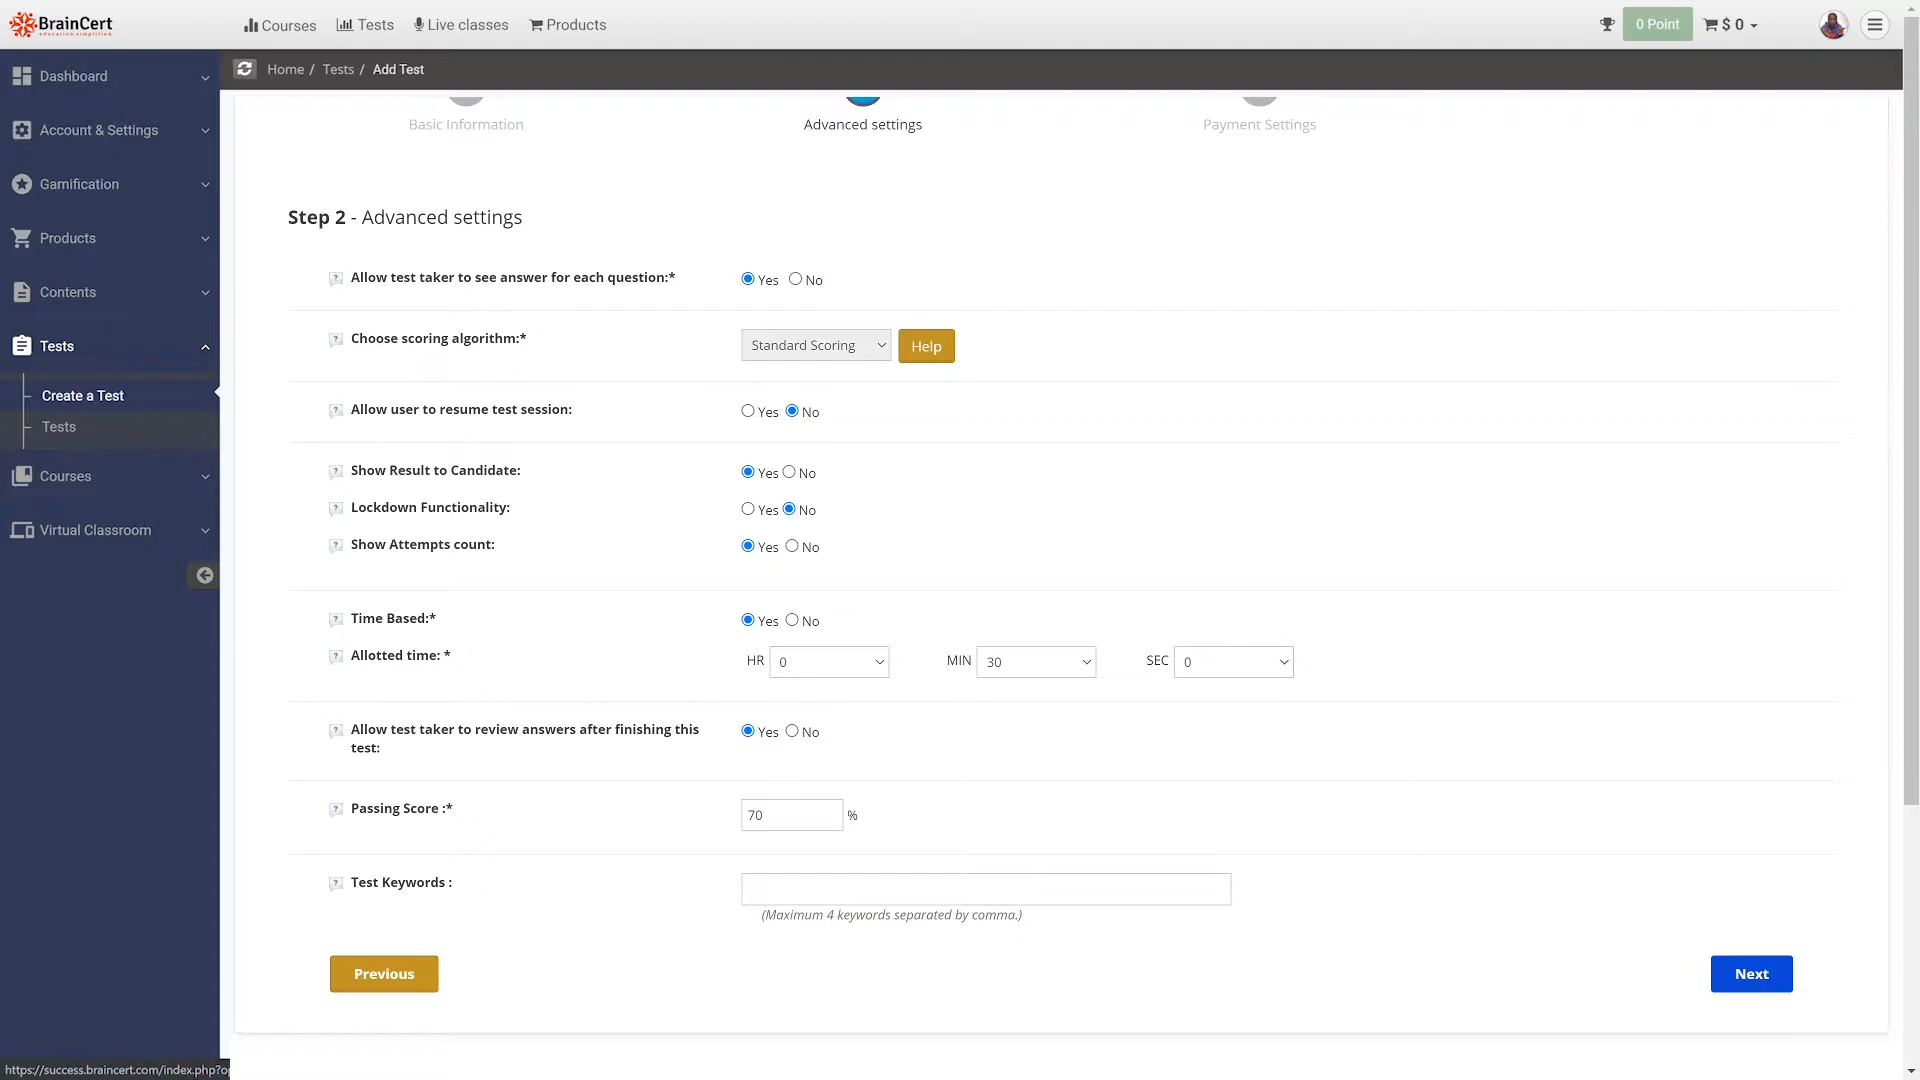 BrainCert
education.simplified
Courses
Tests
Live classes
Products
0 Point
$ 0
Dashboard
Account & Settings
Gamification
Products
Contents
Tests
Create a Test
Tests
Courses
Virtual Classroom
Home / Tests / Add Test
Basic Information
Advanced settings
Payment Settings
Step 2 - Advanced settings
Allow test taker to see answer for each question:*
Yes No
Choose scoring algorithm:*
Standard Scoring
Help
Allow user to resume test session:
Yes No
Show Result to Candidate:
Yes No
Lockdown Functionality:
Yes No
Show Attempts count:
Yes No
Time Based:*
Yes No
Allotted time: *
HR 0 MIN 30 SEC 0
Allow test taker to review answers after finishing this
test:
Yes No
Passing Score :*
70 %
Test Keywords :
(Maximum 4 keywords separated by comma.)
Previous
Next
https://success.braincert.com/index.php?o